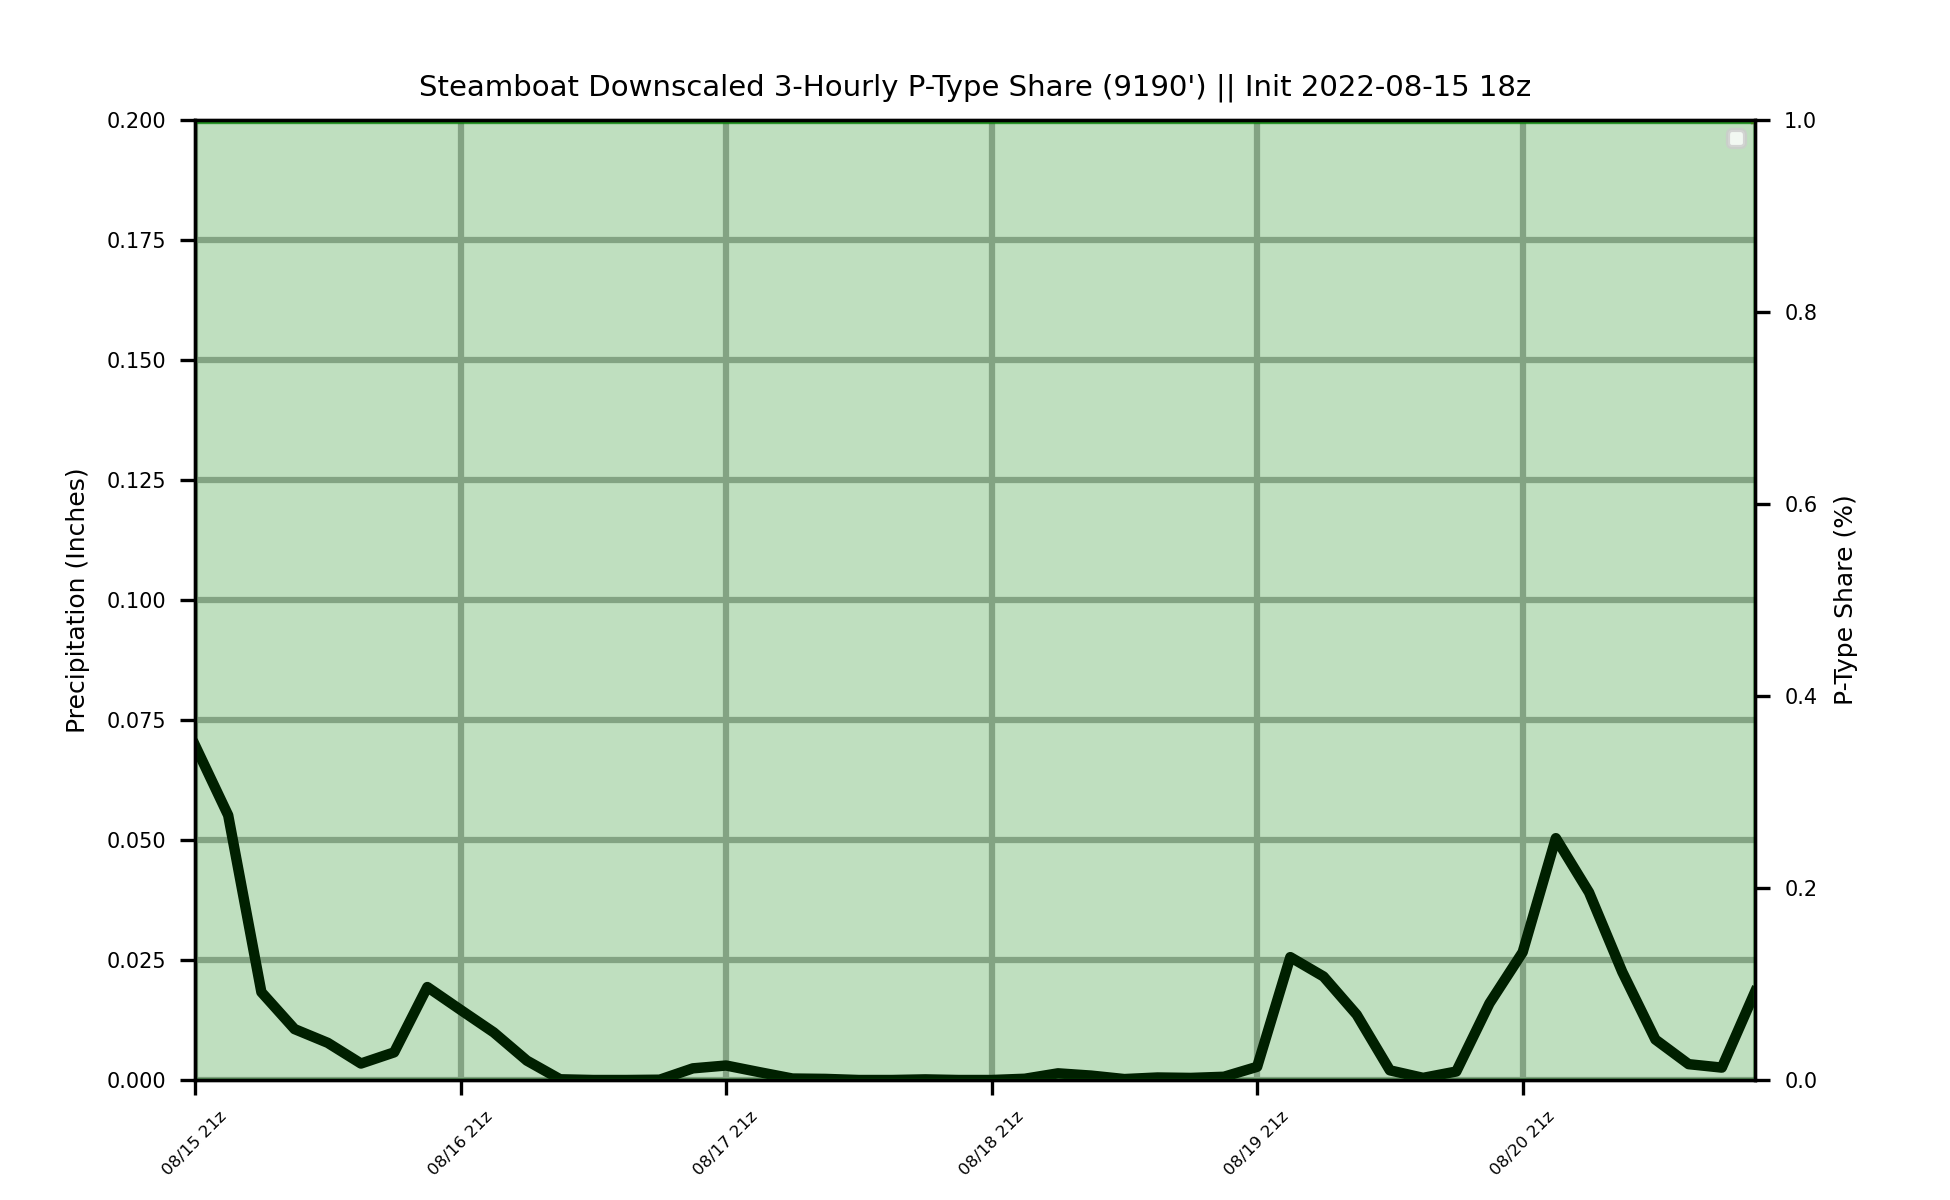 Steamboat Downscaled 3-Hourly P-Type Share (9190') || Init 2022-08-15 18z
Precipitation (Inches)
0.200
0.175
0.150
0.125
0.100
0.075
0.050
0.025
0.000
1.0
0.8
0.6
0.4
0.2
0.0
P-Type Share (%)
08/15 21z
08/16 21z
08/17 21z
08/18 21z
08/19 21z
08/20 21z